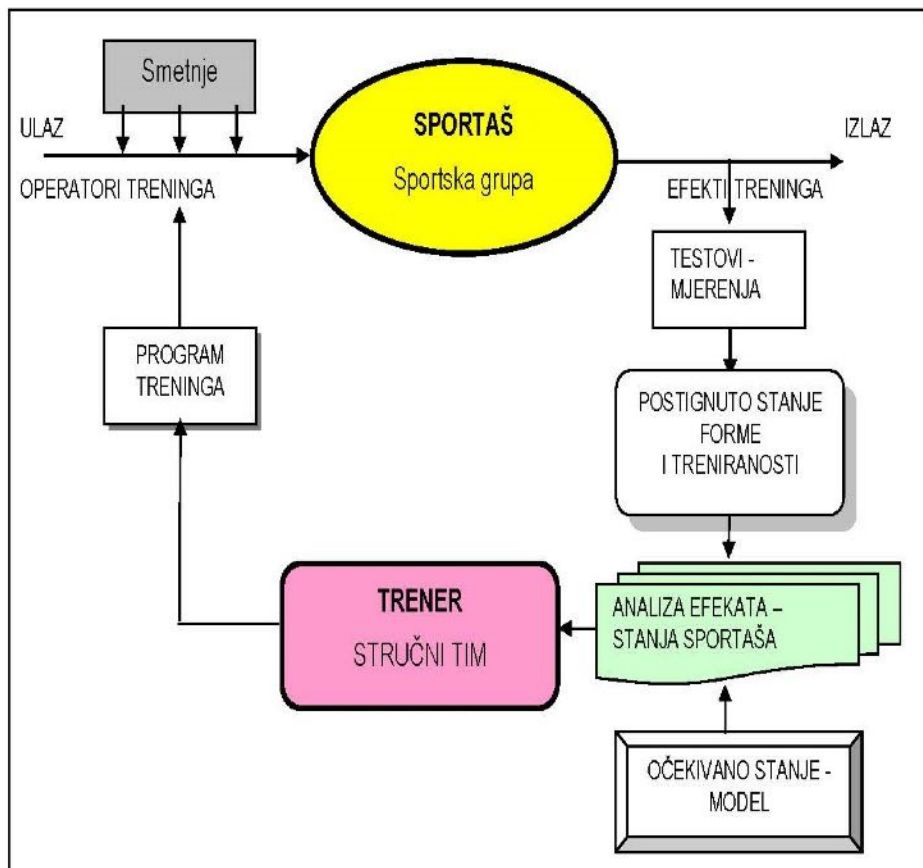 Smetnje
ULAZ
SPORTAŠ
IZLAZ
Sportska grupa
OPERATORI TRENINGA
EFEKTI TRENINGA
TESTOVI -
MJERENJA
PROGRAM
TRENINGA
POSTIGNUTO STANJE
FORME
I TRENIRANOSTI
TRENER
STRUČNI TIM
ANALIZA EFEKATA –
STANJA SPORTAŠA
OČEKIVANO STANJE -
MODEL